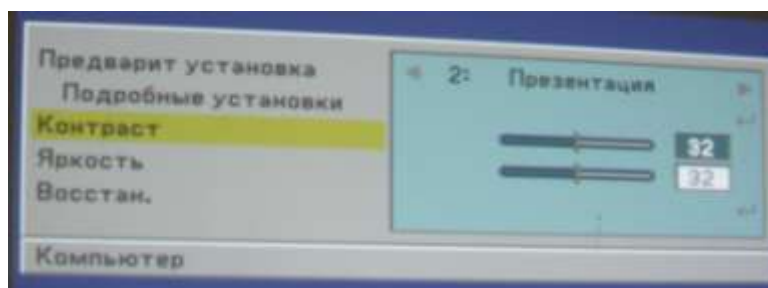 Предварит установка
2: Презентация
Подробные установки
Контраст
32
Яркость
32
Восстан.
Компьютер